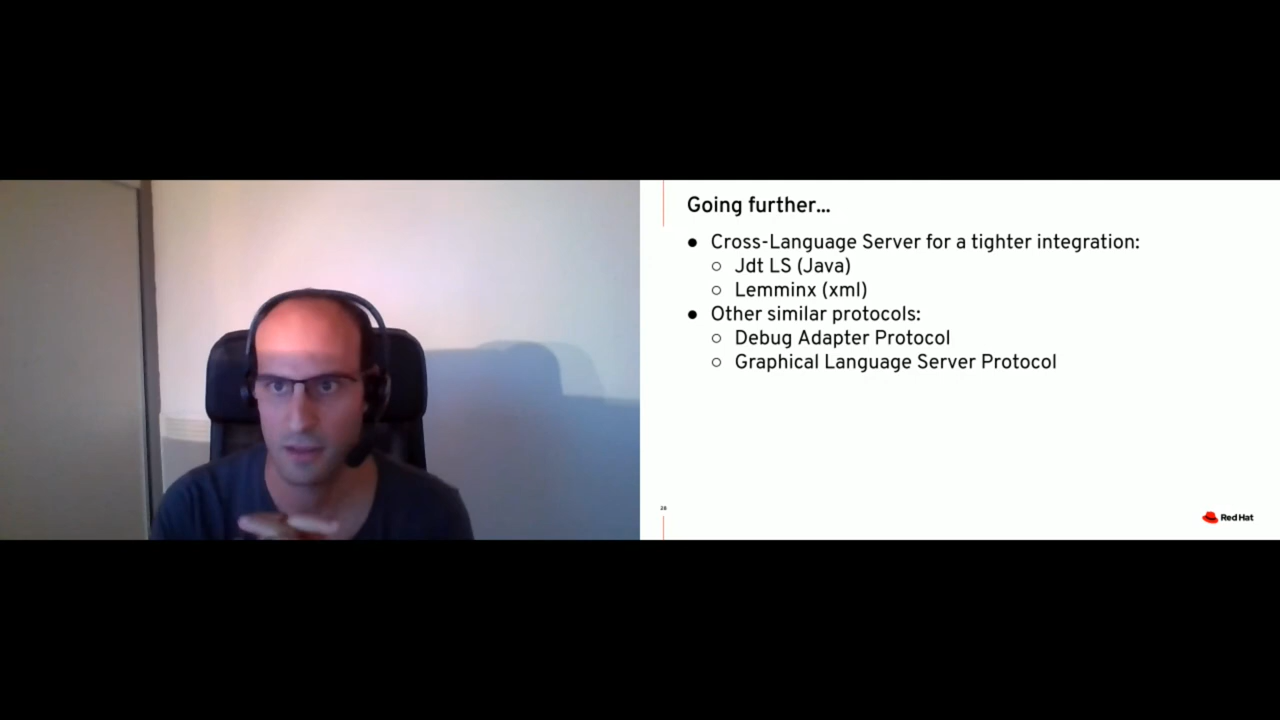 Going further...
● Cross-Language Server for a tighter integration:
○ Jdt LS (Java)
○ Lemminx (xml)
● Other similar protocols:
○ Debug Adapter Protocol
○ Graphical Language Server Protocol
28
Red Hat